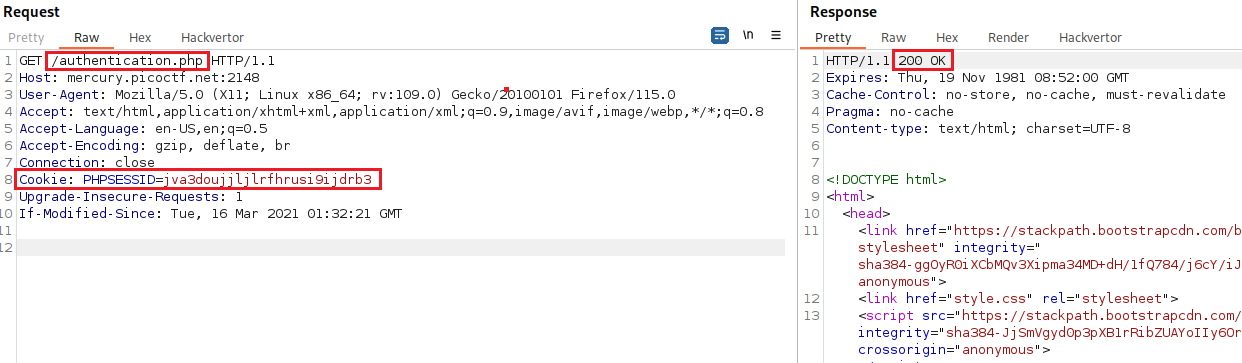 Request
Pretty Raw Hex Hackvertor \n
1 GET /authentication.php HTTP/1.1
2 Host: mercury.picoctf.net:2148
3 User-Agent: Mozilla/5.0 (X11; Linux x86_64; rv:109.0) Gecko/20100101 Firefox/115.0
4 Accept: text/html,application/xhtml+xml,application/xml;q=0.9,image/avif,image/webp,*/*;q=0.8
5 Accept-Language: en-US,en;q=0.5
6 Accept-Encoding: gzip, deflate, br
7 Connection: close
8 Cookie: PHPSESSID=jva3doujjljlrfhrusi9ijdrb3
9 Upgrade-Insecure-Requests: 1
10 If-Modified-Since: Tue, 16 Mar 2021 01:32:21 GMT
11
12
Response
Pretty Raw Hex Render Hackvertor
1 HTTP/1.1 200 OK
2 Expires: Thu, 19 Nov 1981 08:52:00 GMT
3 Cache-Control: no-store, no-cache, must-revalidate
4 Pragma: no-cache
5 Content-type: text/html; charset=UTF-8
6
7
8 <!DOCTYPE html>
9 <html>
10 <head>
11 <link href="https://stackpath.bootstrapcdn.com/b
stylesheet" integrity="
sha384-ggOyR0iXCbMQv3Xipma34MD+dH/1fQ784/j6cY/iJ
anonymous">
12 <link href="style.css" rel="stylesheet">
13 <script src="https://stackpath.bootstrapcdn.com/
integrity="sha384-JjSmVgyd0p3pXB1rRibZUAYoIIy6Or
crossorigin="anonymous">